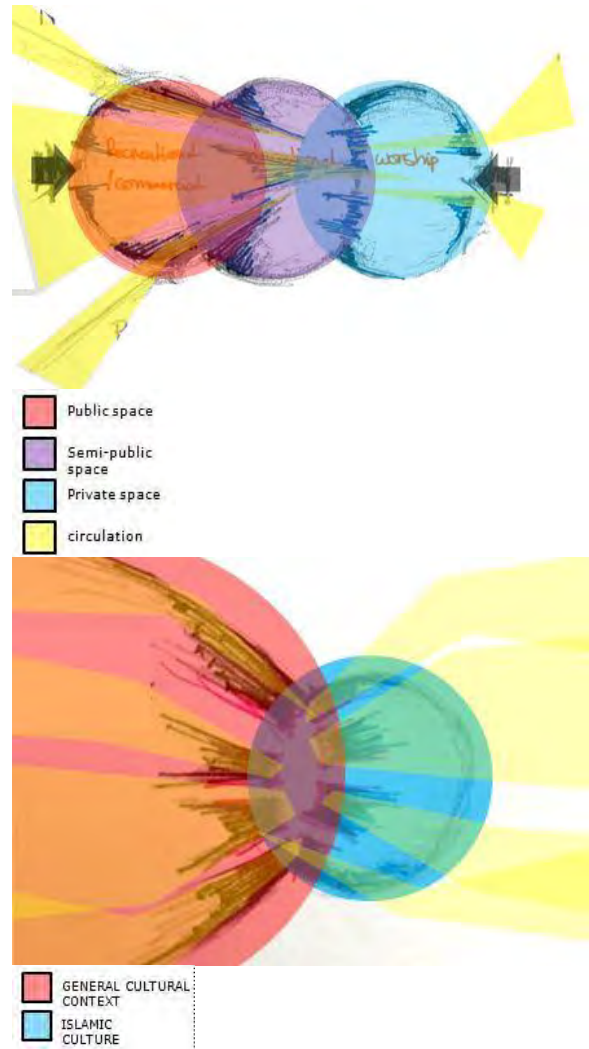 Recreational
/commercial
worship
P
Public space
Semi-public
space
Private space
circulation
GENERAL CULTURAL
CONTEXT
ISLAMIC
CULTURE